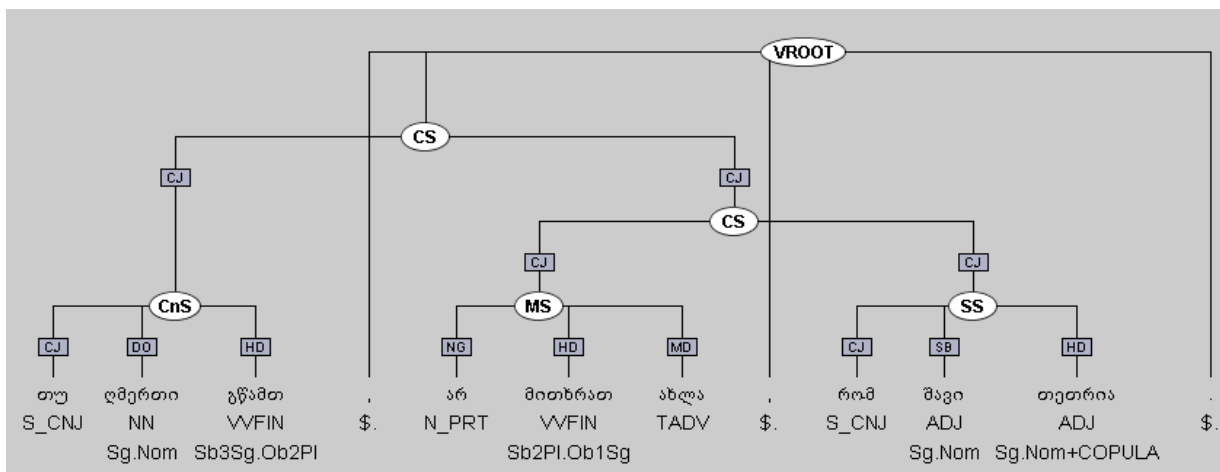 VROOT
CS
CJ CJ
CS
CJ CJ
CnS MS SS
CJ DO HD NG HD MD CJ SB HD
თუ ღმერთი გწამთ , არ მითხრათ ახლა , რომ შავი თეთრია .
S_CNJ NN VVFIN $. N_PRT VVFIN TADV $. S_CNJ ADJ ADJ $.
Sg.Nom Sb3Sg.Ob2Pl Sb2Pl.Ob1Sg Sg.Nom Sg.Nom+COPULA